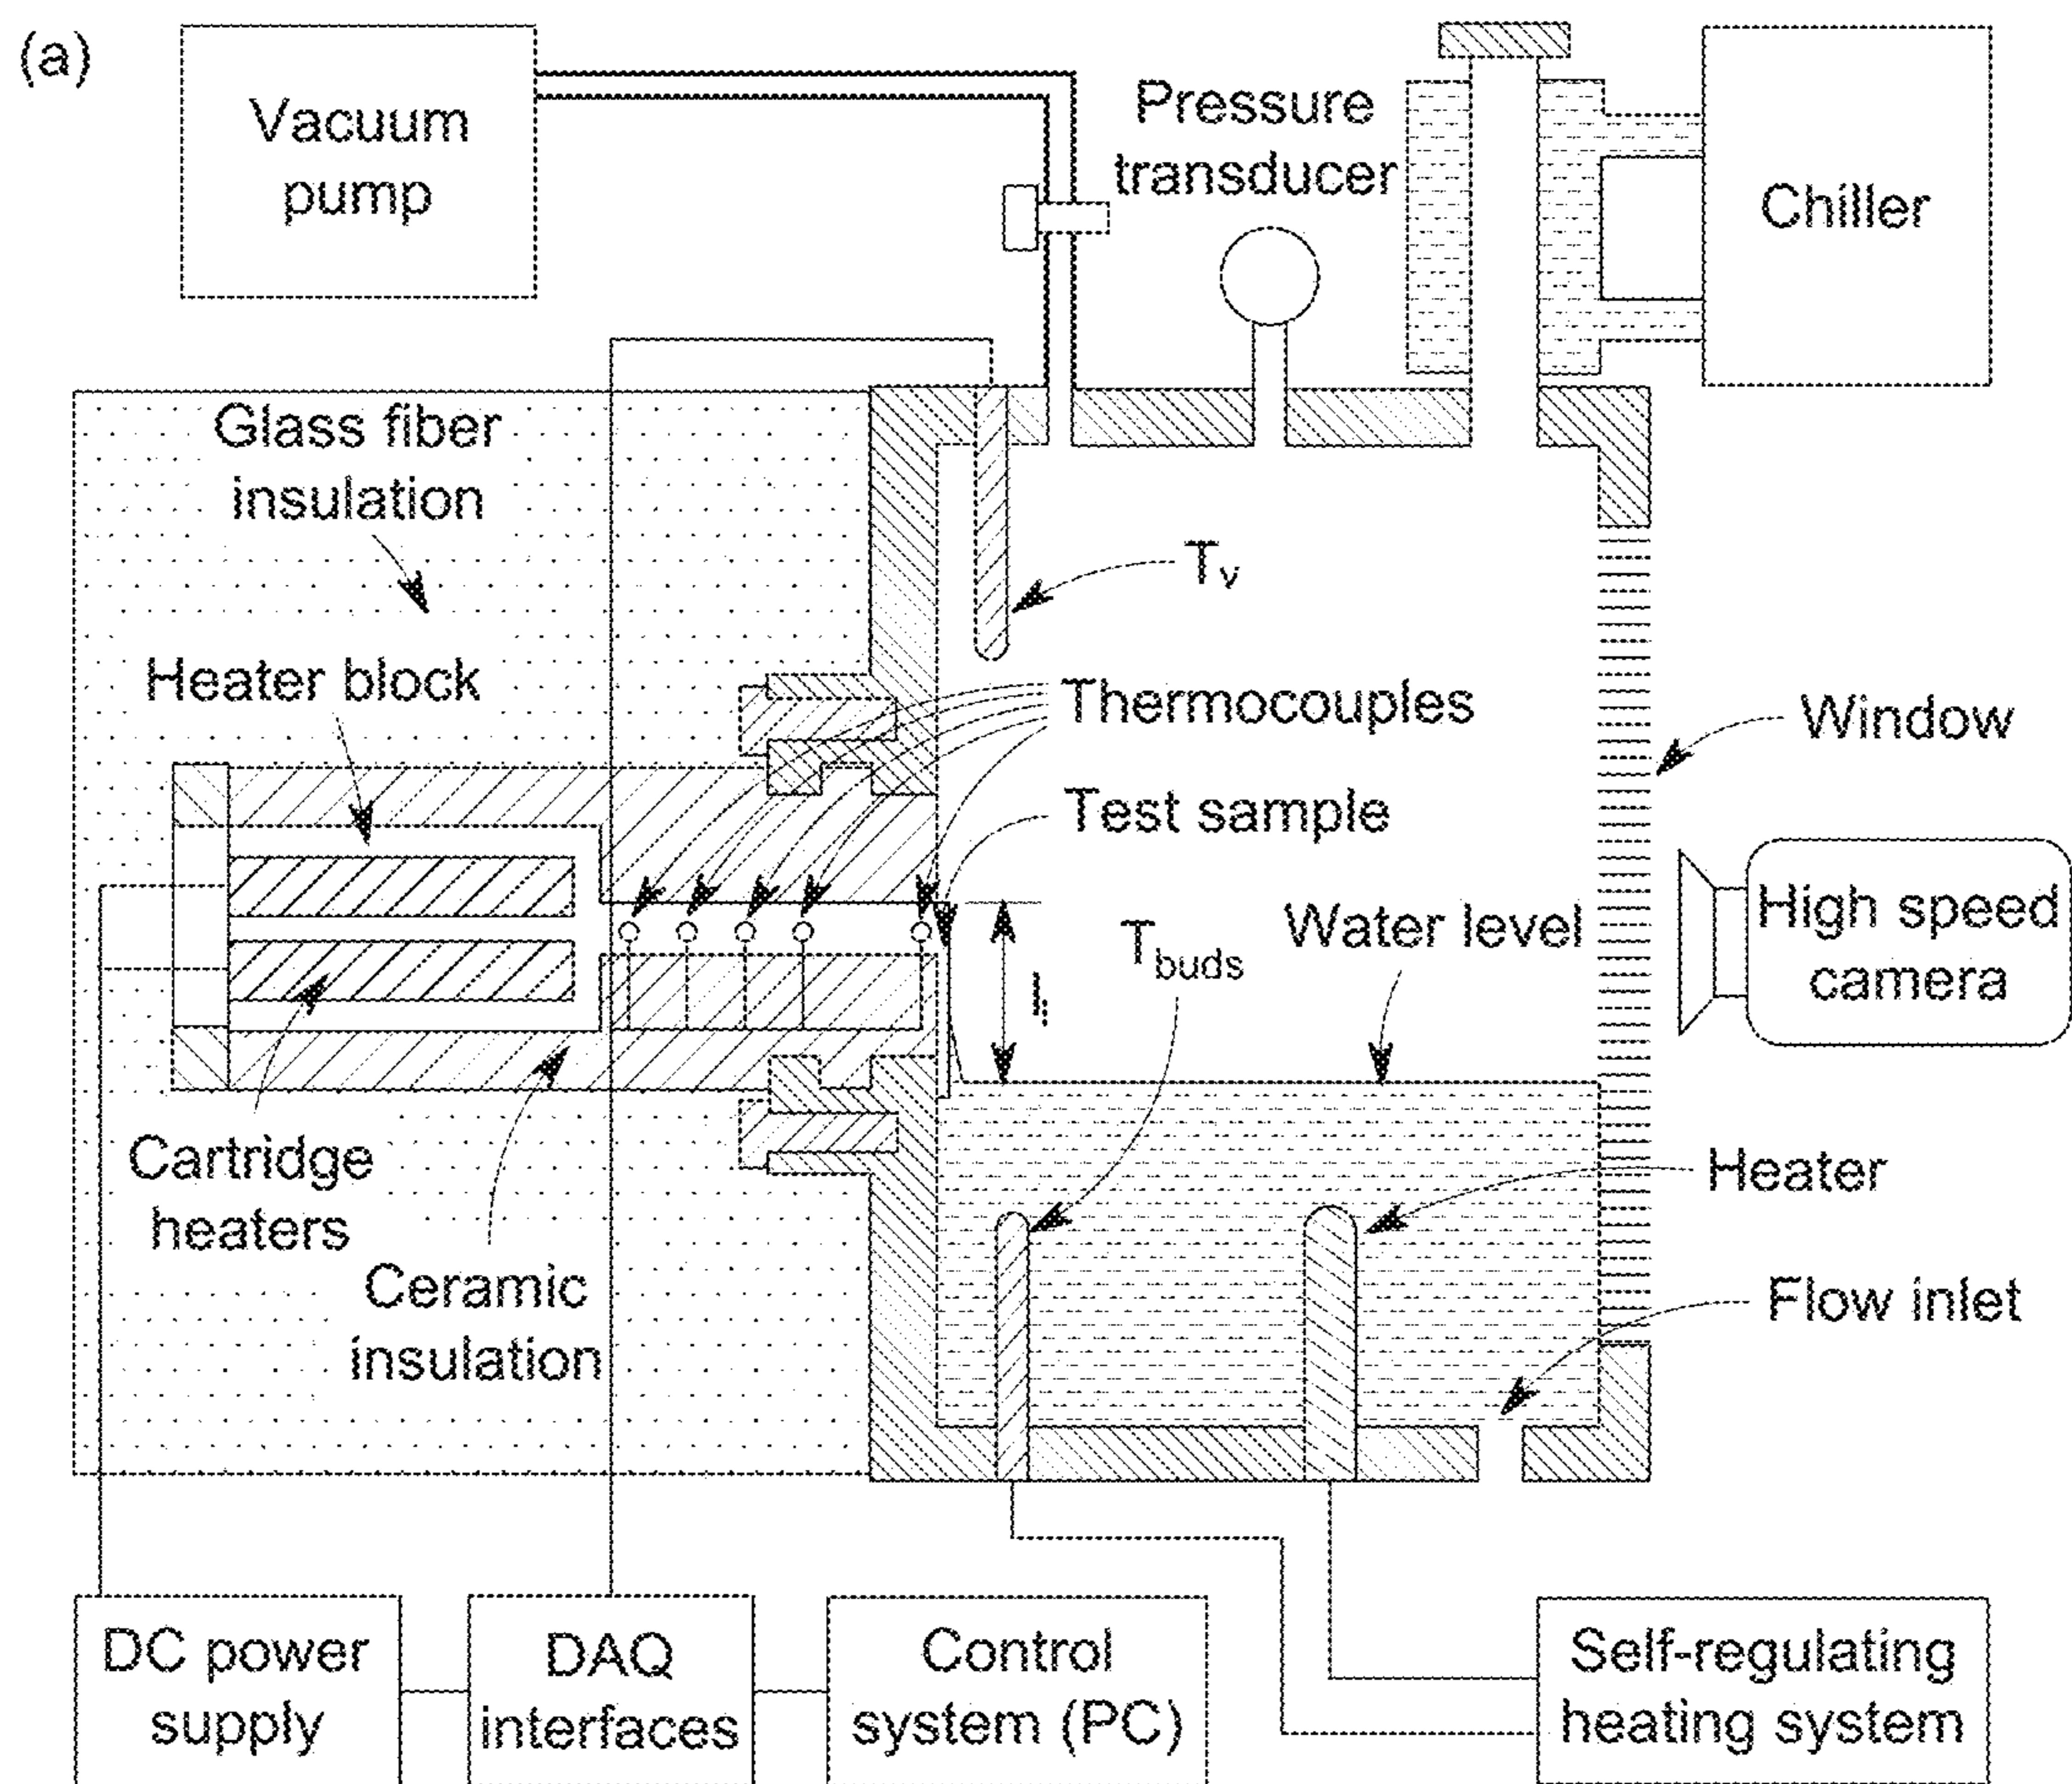 (a)
Vacuum
pump
Pressure
transducer
Chiller
Glass fiber
insulation
Tv
Heater block
Thermocouples
Window
Test sample
High speed
camera
Water level
Tbuds
Cartridge
heaters
Heater
Ceramic
insulation
Flow inlet
DC power
supply
DAQ
interfaces
Control
system (PC)
Self-regulating
heating system